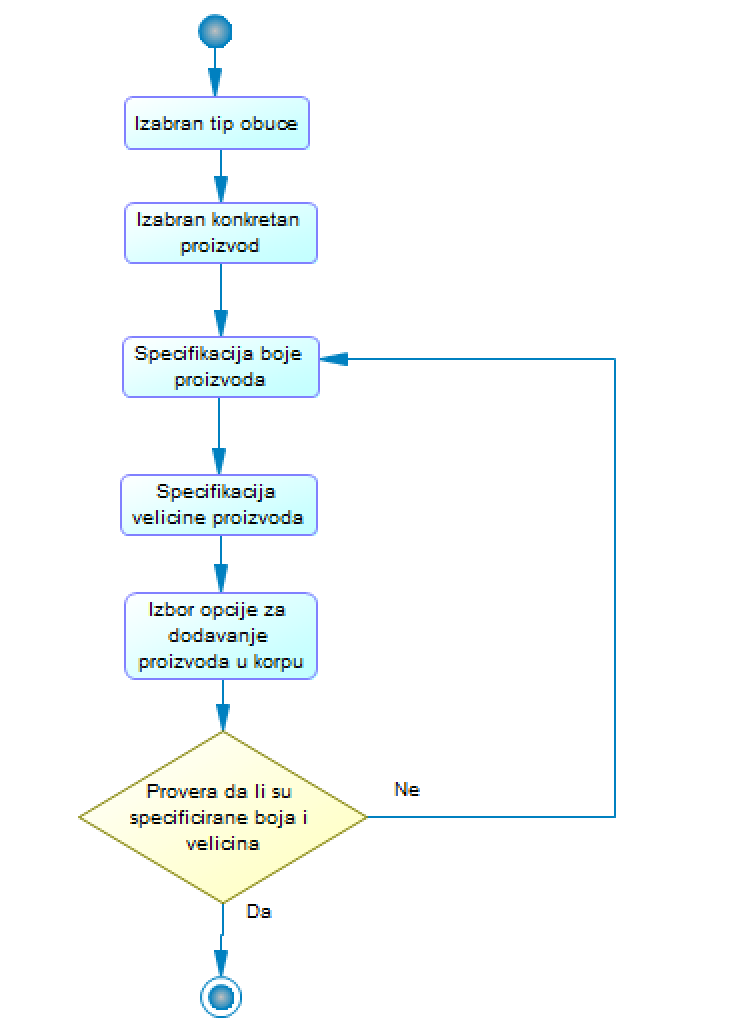 Izabran tip obuce
Izabran konkretan
proizvod
Specifikacija boje
proizvoda
Specifikacija
velicine proizvoda
Izbor opcije za
dodavanje
proizvoda u korpu
Provera da li su
specificirane boja i
velicina
Ne
Da